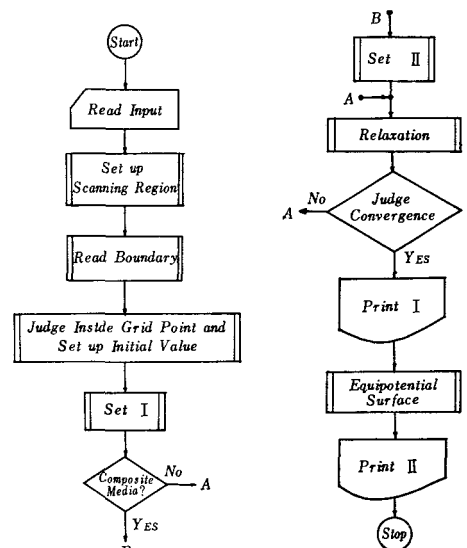 Start
Read Input
Set up
Scanning Region
Read Boundary
Judge Inside Grid Point and
Set up Initial Value
Set I
Composite
Media?
No
A
YES
B
Set II
A
Relaxation
Judge
Convergence
No
A
YES
Print I
Equipotential
Surface
Print II
Stop